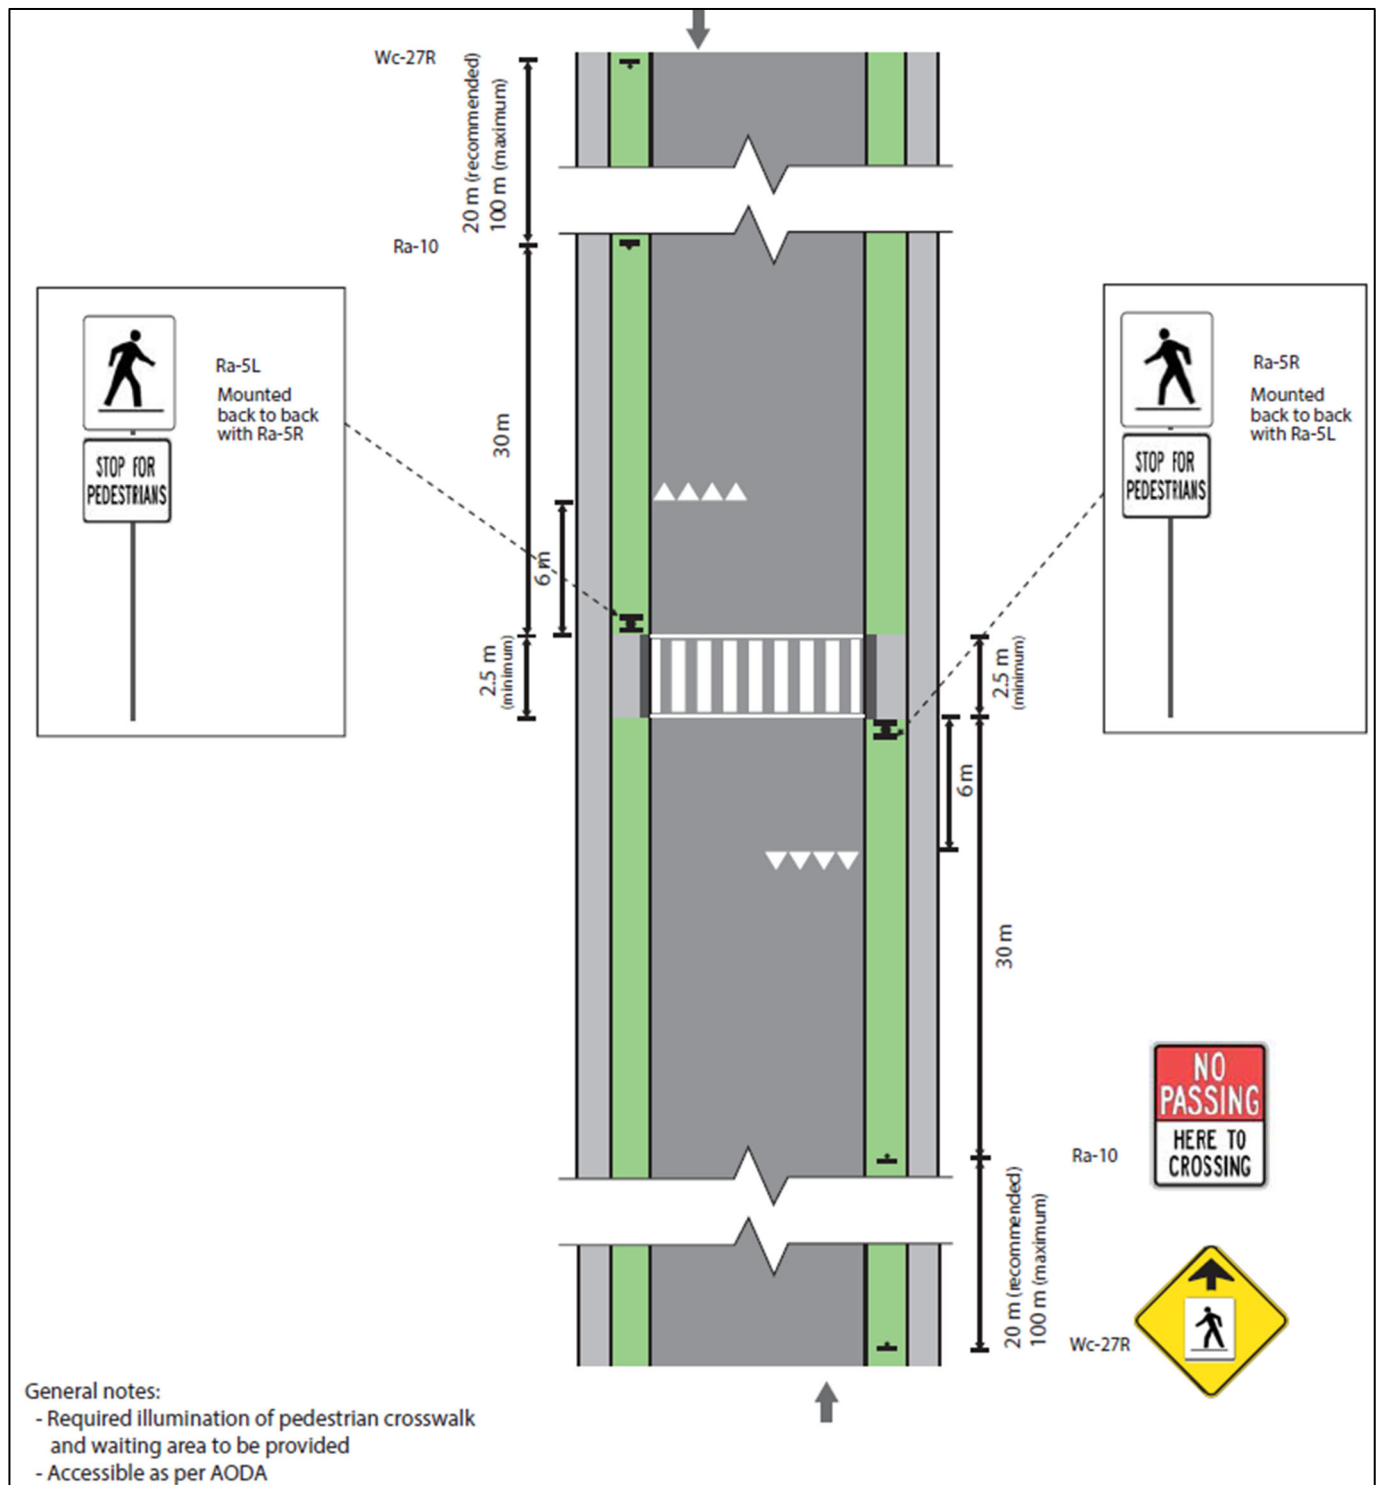 Wc-27R
20 m (recommended)
100 m (maximum)
Ra-10
30 m
6 m
2.5 m
(minimum)
Ra-5L
Mounted
back to back
with Ra-5R
STOP FOR
PEDESTRIANS
Ra-5R
Mounted
back to back
with Ra-5L
STOP FOR
PEDESTRIANS
2.5 m
(minimum)
6 m
30 m
NO
PASSING
HERE TO
CROSSING
Ra-10
20 m (recommended)
100 m (maximum)
Wc-27R
General notes:
- Required illumination of pedestrian crosswalk
and waiting area to be provided
- Accessible as per AODA